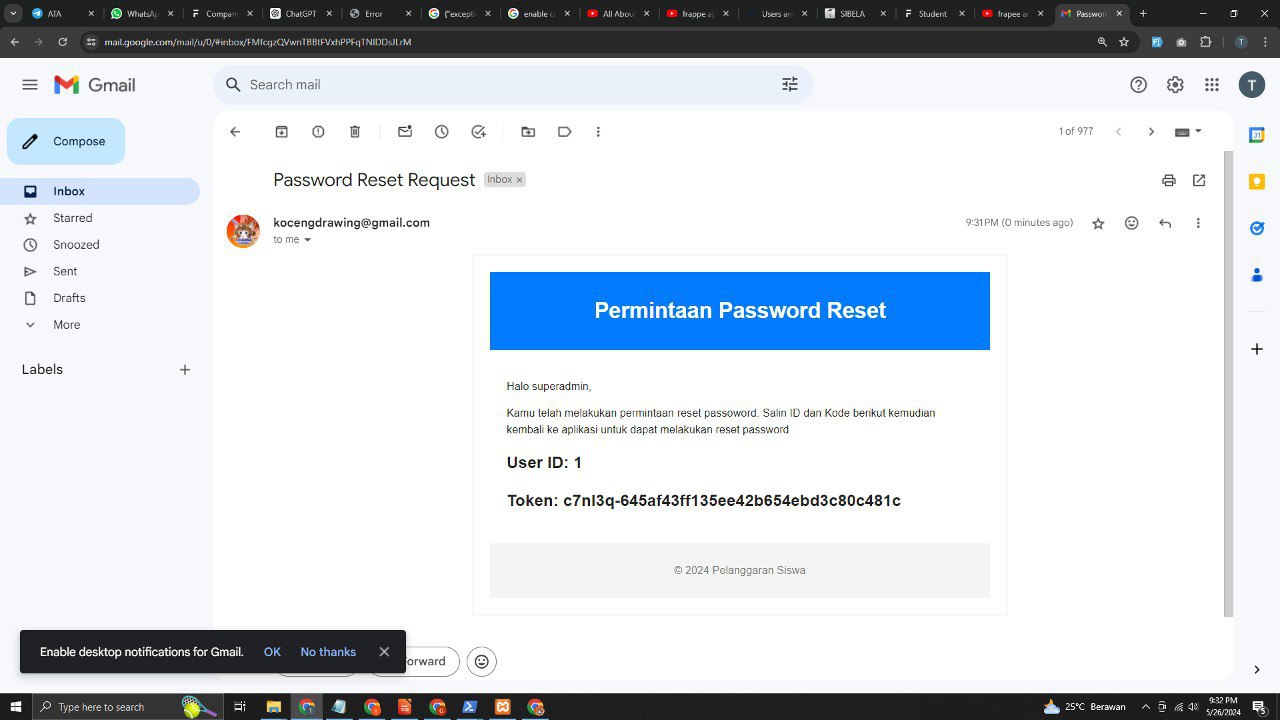 ATA
WhatsAp
Compan
ChatGPT
Error
("excepti
enable
All Abou
frappe ap
Users ar
SIBELA
Student
frapee
Passwo
mail.google.com/mail/u/0/#inbox/FMfcgzQVwnTBBtFVxhPPFqTNlDDsJLrM
Gmail
Search mail
T
Compose
1 of 977
Inbox
Starred
Snoozed
Sent
Drafts
More
Labels
Password Reset Request Inbox ×
kocengdrawing@gmail.com
9:31 PM (0 minutes ago)
to me
Permintaan Password Reset
Halo superadmin,
Kamu telah melakukan permintaan reset passoword. Salin ID dan Kode berikut kemudian
kembali ke aplikasi untuk dapat melakukan reset password
User ID: 1
Token: c7nl3q-645af43ff135ee42b654ebd3c80c481c
© 2024 Pelanggaran Siswa
Enable desktop notifications for Gmail. OK No thanks
orward
Type here to search
25°C Berawan
9:32 PM
5/26/2024